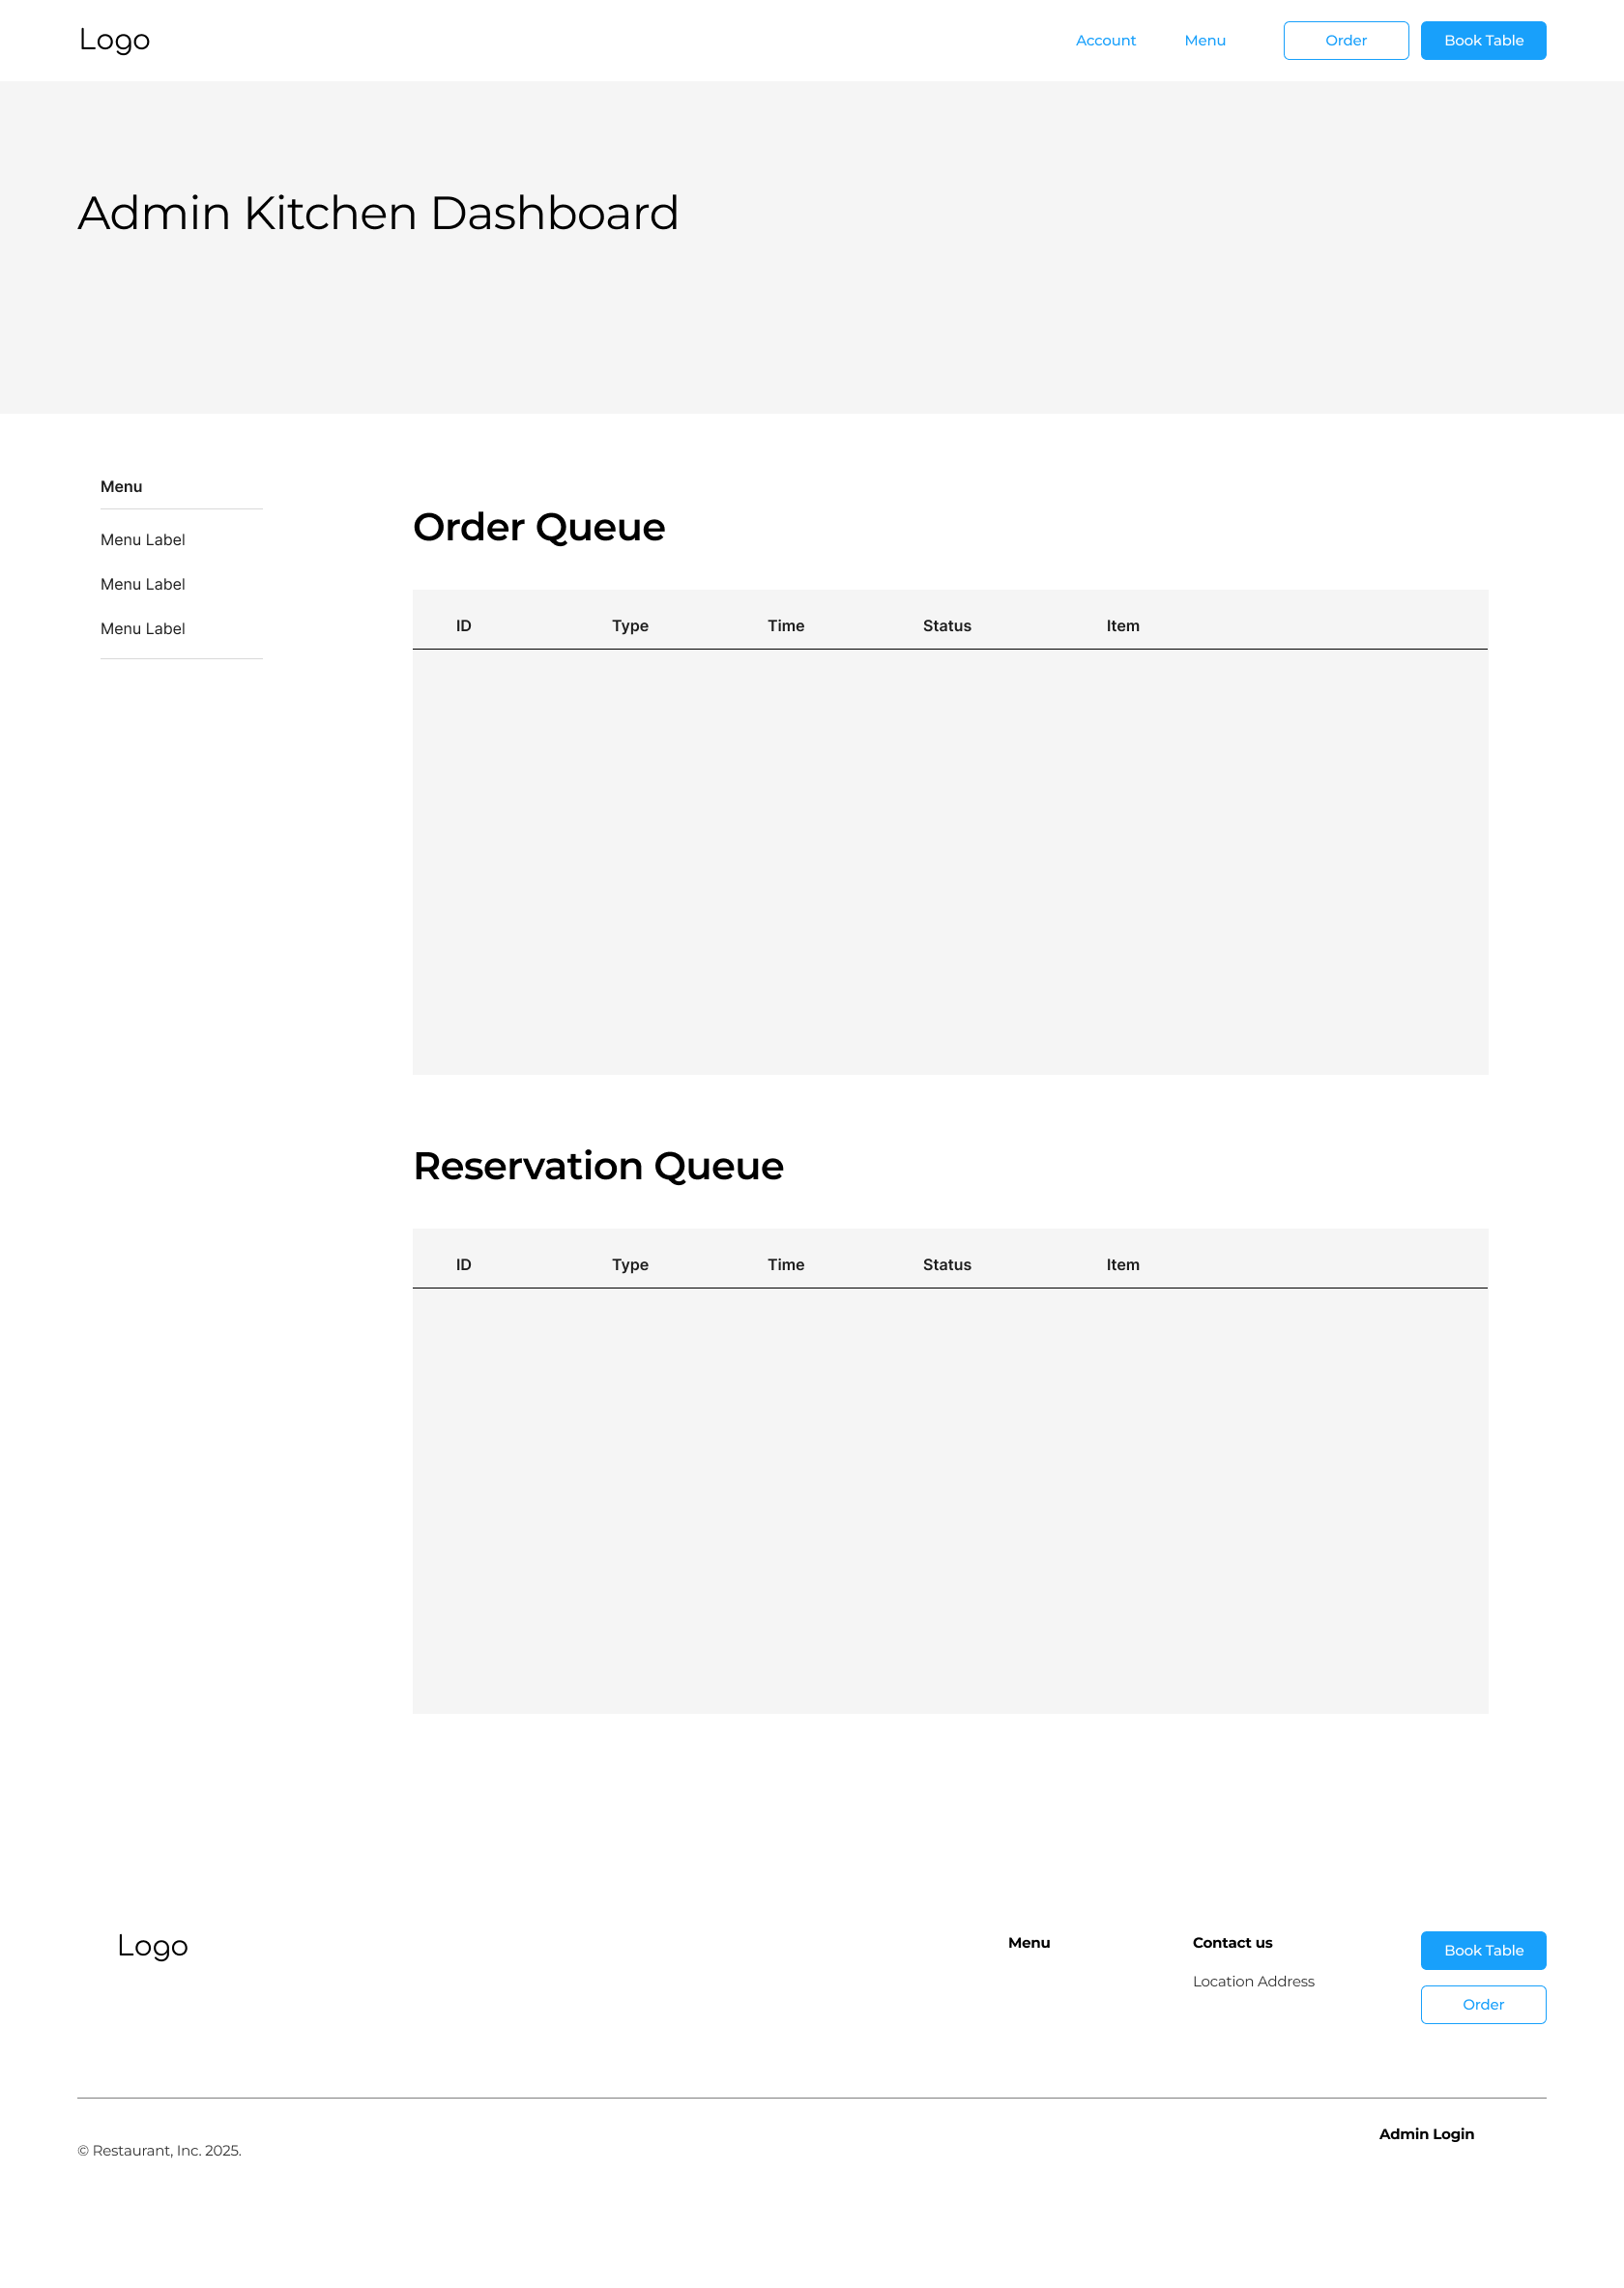 Logo
Account Menu Order Book Table
Admin Kitchen Dashboard
Menu
Menu Label
Menu Label
Menu Label
Order Queue
ID Type Time Status Item
Reservation Queue
ID Type Time Status Item
Logo
Menu
Contact us
Location Address
Book Table
Order
Admin Login
© Restaurant, Inc. 2025.